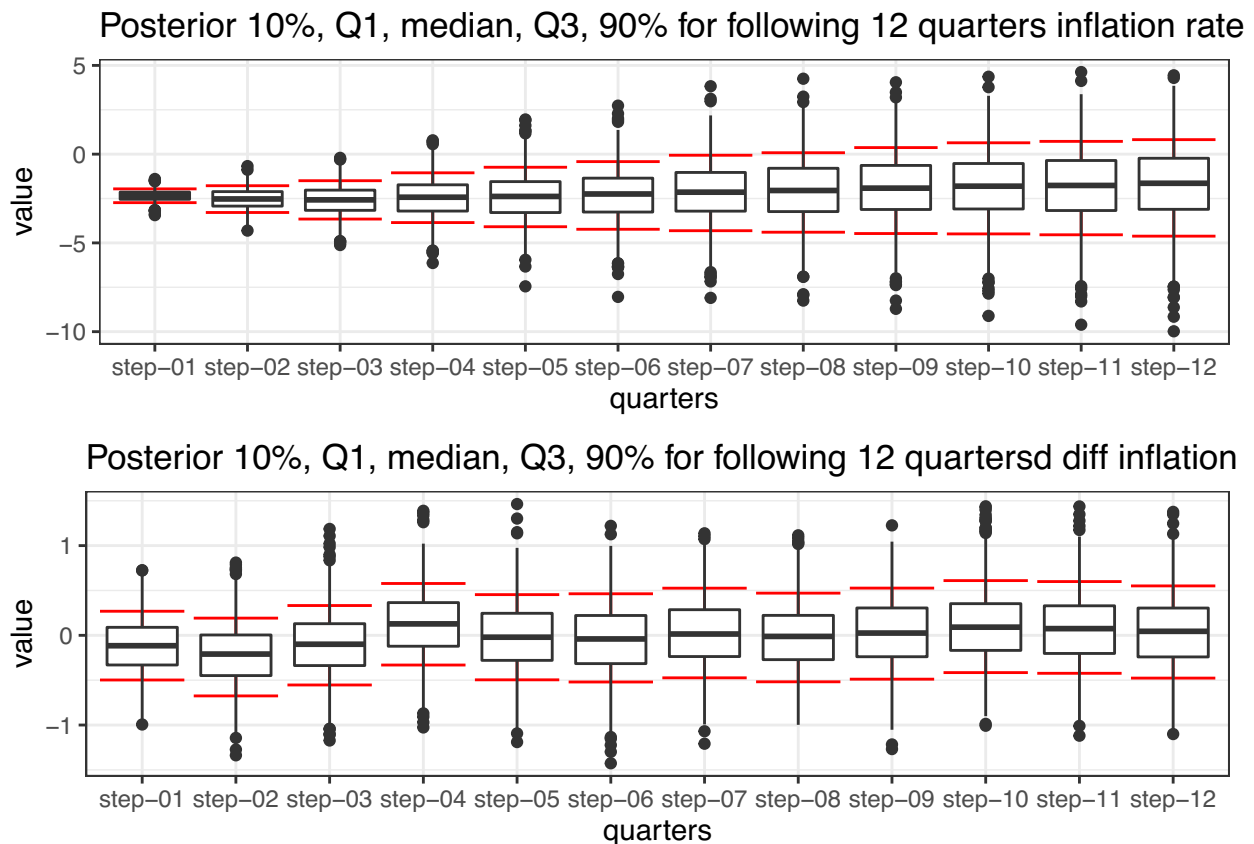 Posterior 10%, Q1, median, Q3, 90% for following 12 quarters inflation rate
5
0
−5
−10
value
step−01 step−02 step−03 step−04 step−05 step−06 step−07 step−08 step−09 step−10 step−11 step−12
quarters
Posterior 10%, Q1, median, Q3, 90% for following 12 quartersd diff inflation
1
0
−1
value
step−01 step−02 step−03 step−04 step−05 step−06 step−07 step−08 step−09 step−10 step−11 step−12
quarters